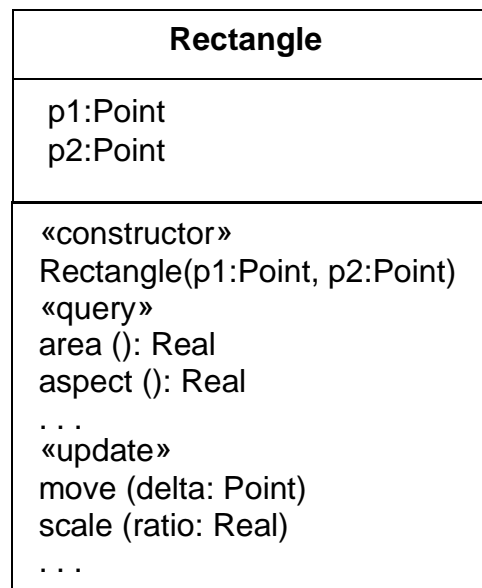 Rectangle
p1:Point
p2:Point
«constructor»
Rectangle(p1:Point, p2:Point)
«query»
area (): Real
aspect (): Real
. . .
«update»
move (delta: Point)
scale (ratio: Real)
. . .